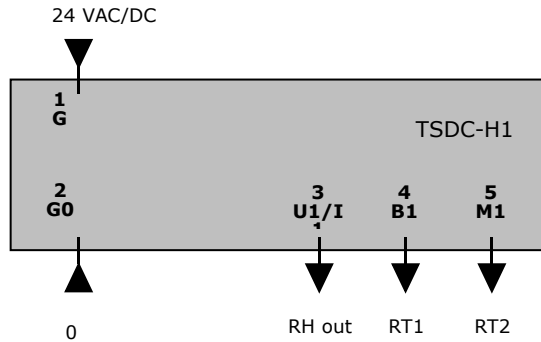 24 VAC/DC
1
G
TSDC-H1
2
G0
3
U1/I
4
B1
5
M1
0
RH out
RT1
RT2